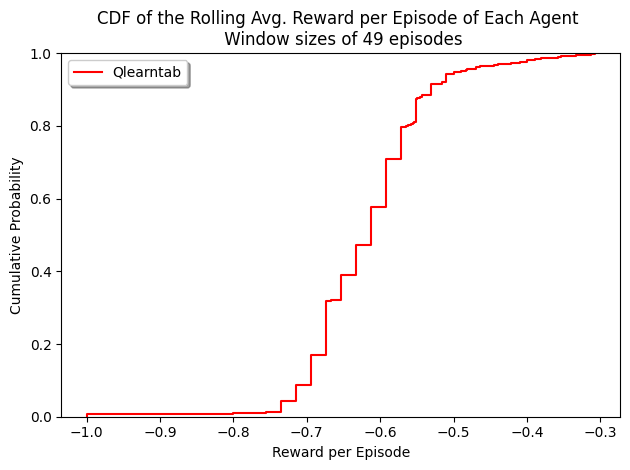 CDF of the Rolling Avg. Reward per Episode of Each Agent
Window sizes of 49 episodes
Qlearntab
Cumulative Probability
1.0
0.8
0.6
0.4
0.2
0.0
−1.0 −0.9 −0.8 −0.7 −0.6 −0.5 −0.4 −0.3
Reward per Episode